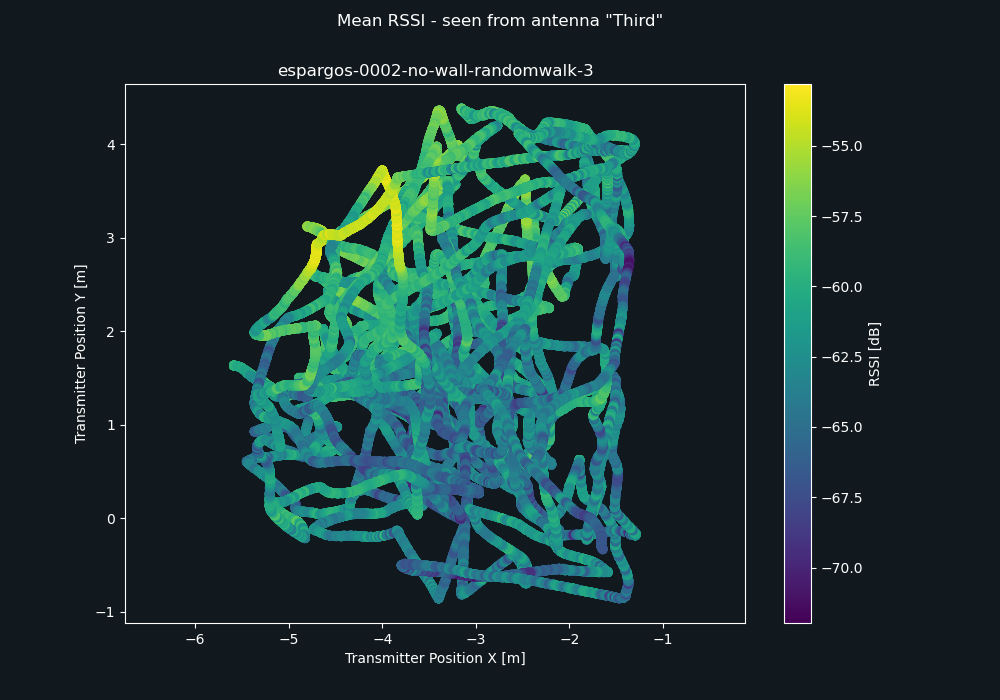 Mean RSSI - seen from antenna "Third"
espargos-0002-no-wall-randomwalk-3
4
3
2
1
0
−1
Transmitter Position Y [m]
−6 −5 −4 −3 −2 −1
Transmitter Position X [m]
−55.0
−57.5
−60.0
−62.5
−65.0
−67.5
−70.0
RSSI [dB]